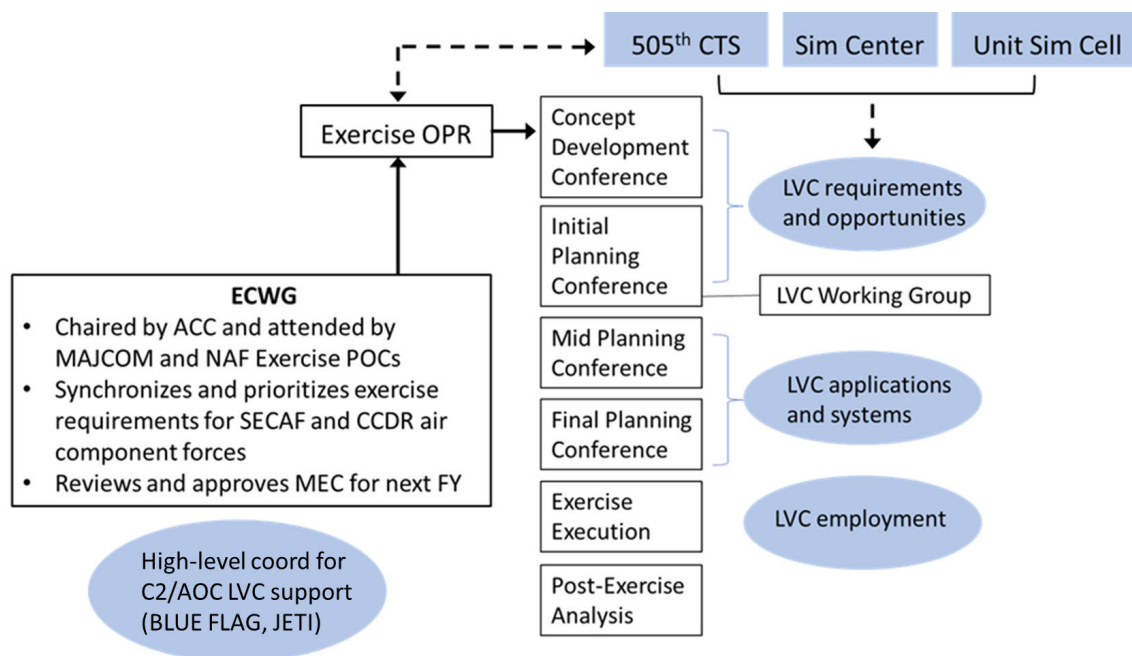 505th CTS
Sim Center
Unit Sim Cell
Exercise OPR
Concept
Development
Conference
LVC requirements
and opportunities
Initial
Planning
Conference
LVC Working Group
ECWG
• Chaired by ACC and attended by
MAJCOM and NAF Exercise POCs
• Synchronizes and prioritizes exercise
requirements for SECAF and CCDR air
component forces
• Reviews and approves MEC for next FY
Mid Planning
Conference
LVC applications
and systems
Final Planning
Conference
Exercise
Execution
LVC employment
Post-Exercise
Analysis
High-level coord for
C2/AOC LVC support
(BLUE FLAG, JETI)